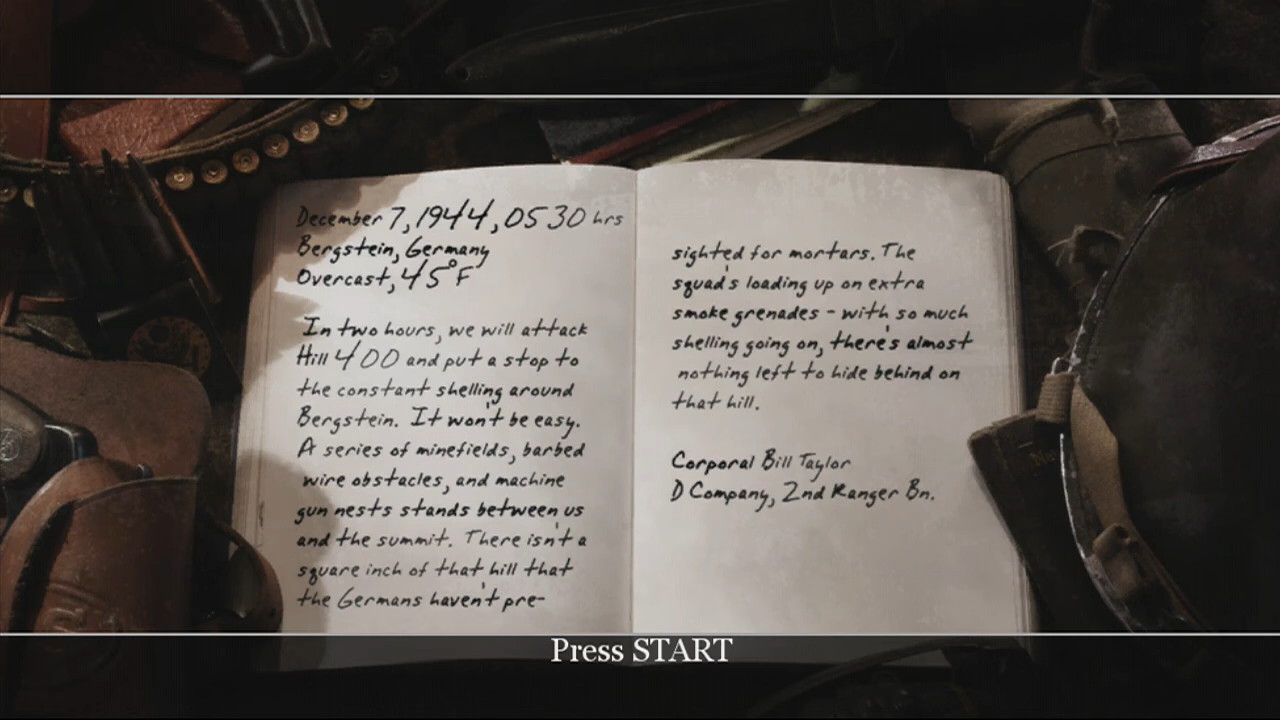 December 7, 1944, 0530 hrs
Bergstein, Germany
Overcast, 45°F
In two hours, we will attack
Hill 400 and put a stop to
the constant shelling around
Bergstein. It won't be easy.
A series of minefields, barbed
wire obstacles, and machine
gun nests stands between us
and the summit. There isn't a
square inch of that hill that
the Germans haven't pre-
sighted for mortars. The
squad's loading up on extra
smoke grenades - with so much
shelling going on, there's almost
nothing left to hide behind on
that hill.
Corporal Bill Taylor
D Company, 2nd Ranger Bn.
Press START